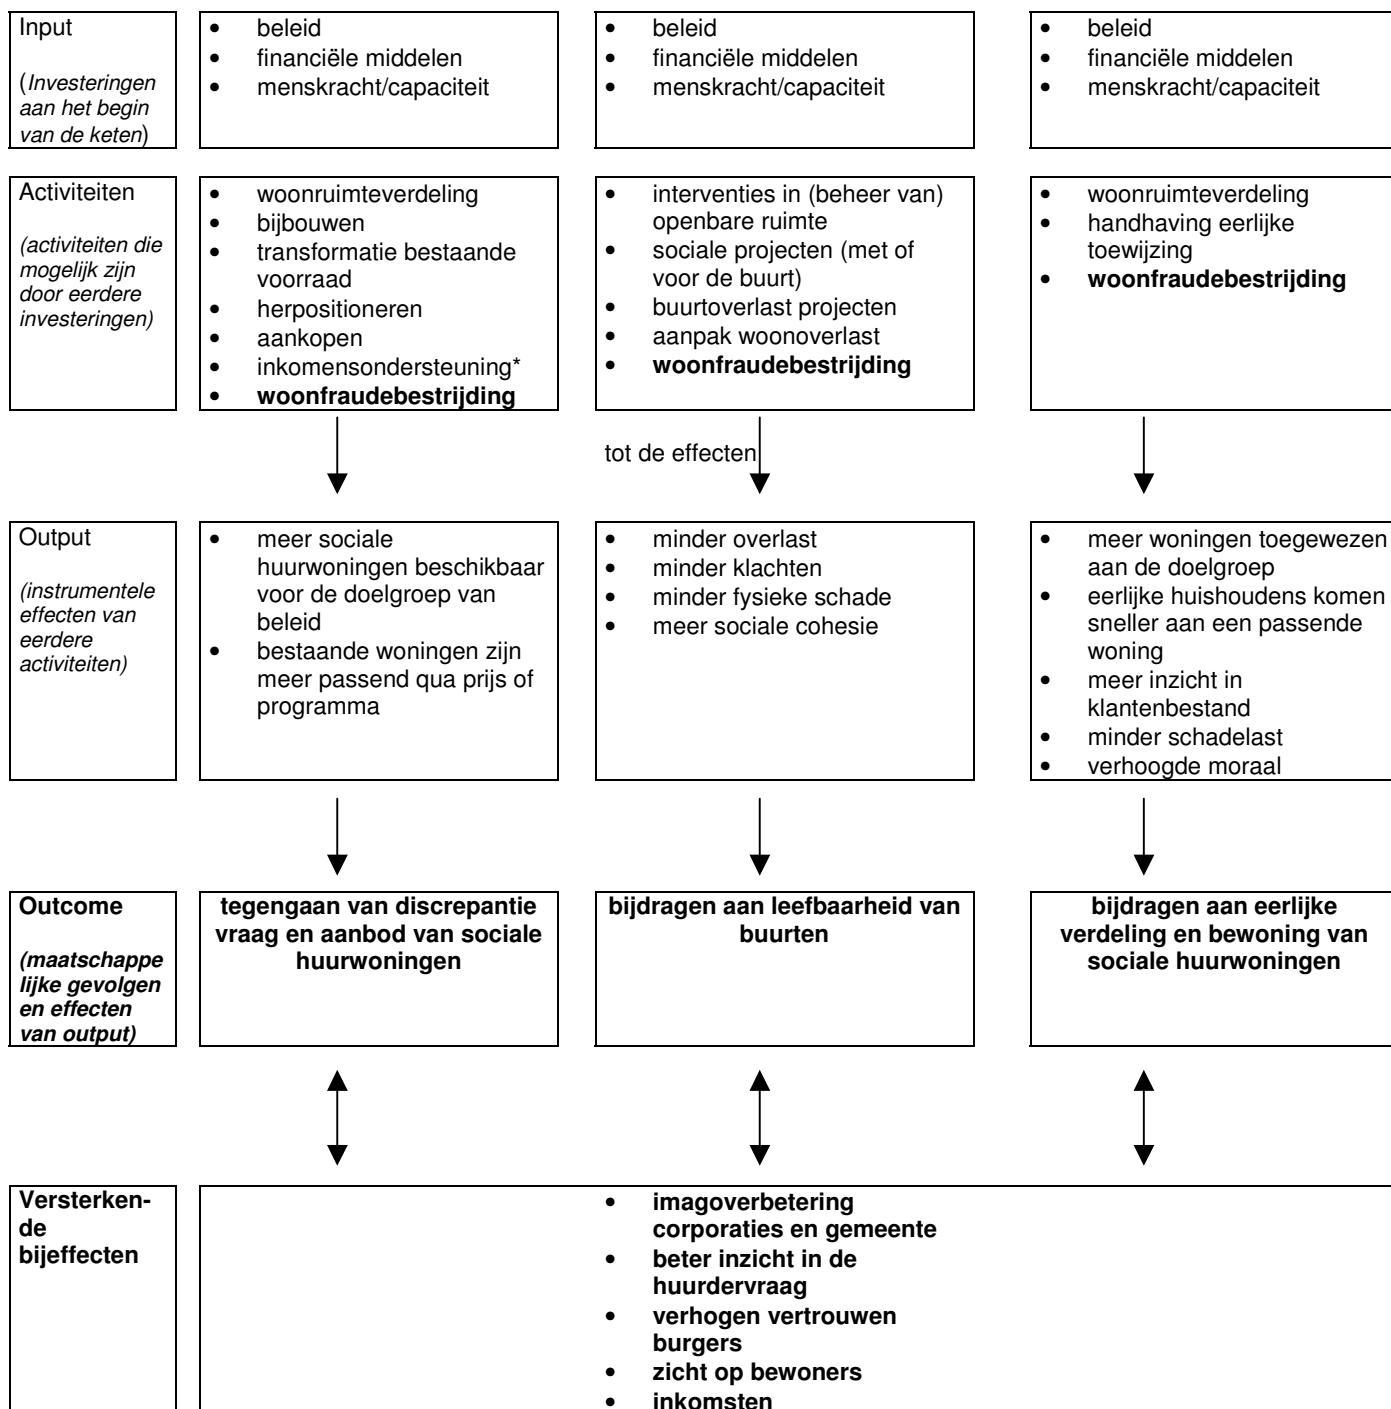 Input
(Investeringen
aan het begin
van de keten)
• beleid
• financiële middelen
• menskracht/capaciteit
• beleid
• financiële middelen
• menskracht/capaciteit
• beleid
• financiële middelen
• menskracht/capaciteit
Activiteiten
(activiteiten die
mogelijk zijn
door eerdere
investeringen)
• woonruimteverdeling
• bijbouwen
• transformatie bestaande
voorraad
• herpositioneren
• aankopen
• inkomensondersteuning*
• woonfraudebestrijding
• interventies in (beheer van)
openbare ruimte
• sociale projecten (met of
voor de buurt)
• buurtoverlast projecten
• aanpak woonoverlast
• woonfraudebestrijding
• woonruimteverdeling
• handhaving eerlijke
toewijzing
• woonfraudebestrijding
tot de effecten
Output
(instrumentele
effecten van
eerdere
activiteiten)
• meer sociale
huurwoningen beschikbaar
voor de doelgroep van
beleid
• bestaande woningen zijn
meer passend qua prijs of
programma
• minder overlast
• minder klachten
• minder fysieke schade
• meer sociale cohesie
• meer woningen toegewezen
aan de doelgroep
• eerlijke huishoudens komen
sneller aan een passende
woning
• meer inzicht in
klantenbestand
• minder schadelast
• verhoogde moraal
Outcome
(maatschappe
lijke gevolgen
en effecten
van output)
tegengaan van discrepantie
vraag en aanbod van sociale
huurwoningen
bijdragen aan leefbaarheid van
buurten
bijdragen aan eerlijke
verdeling en bewoning van
sociale huurwoningen
Versterken-
de
bijeffecten
• imagoverbetering
corporaties en gemeente
• beter inzicht in de
huurdervraag
• verhogen vertrouwen
burgers
• zicht op bewoners
• inkomsten